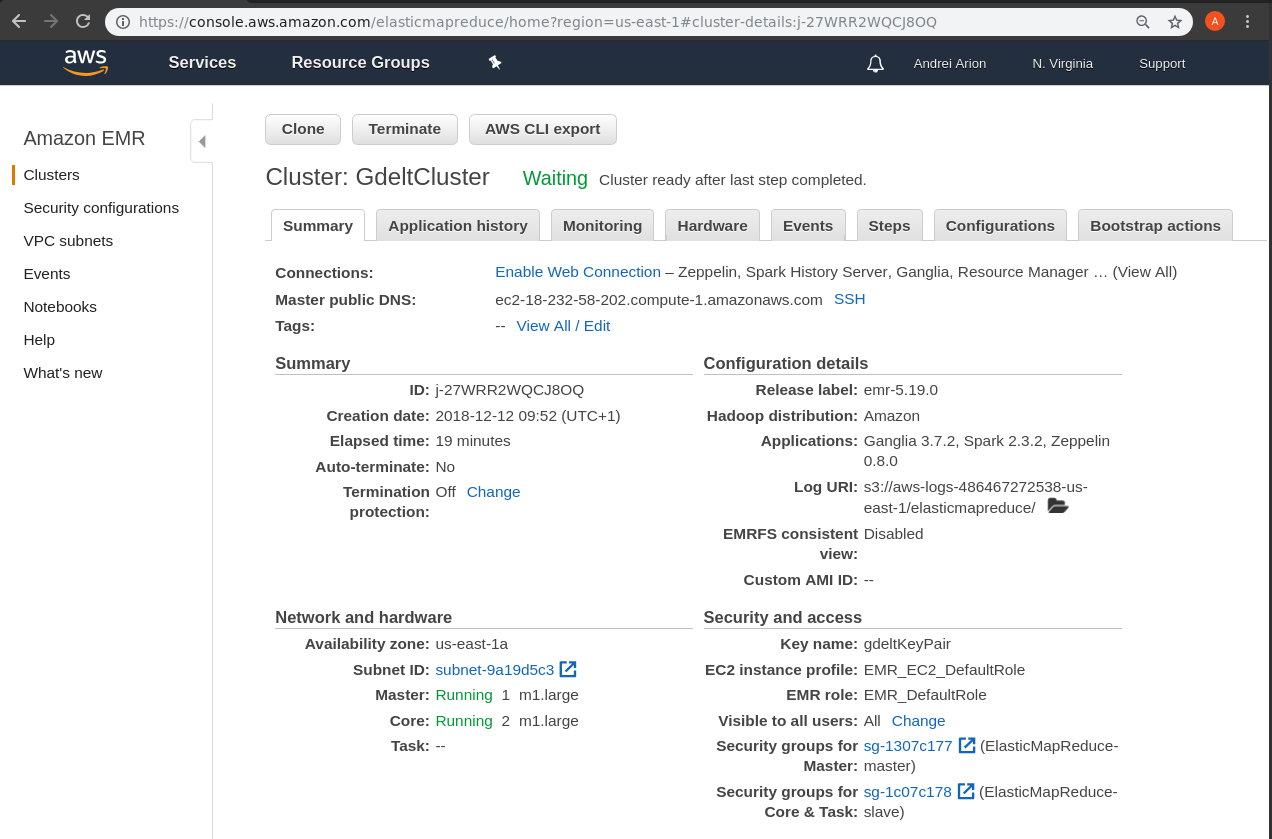 https://console.aws.amazon.com/elasticmapreduce/home?region=us-east-1#cluster-details:j-27WRR2WQCJ8OQ
A
aws
Services
Resource Groups
Andrei Arion
N. Virginia
Support
Amazon EMR
Clusters
Security configurations
VPC subnets
Events
Notebooks
Help
What's new
Clone
Terminate
AWS CLI export
Cluster: GdeltCluster
Waiting
Cluster ready after last step completed.
Summary
Application history
Monitoring
Hardware
Events
Steps
Configurations
Bootstrap actions
Connections: Enable Web Connection – Zeppelin, Spark History Server, Ganglia, Resource Manager … (View All)
Master public DNS: ec2-18-232-58-202.compute-1.amazonaws.com SSH
Tags: -- View All / Edit
Summary
ID: j-27WRR2WQCJ8OQ
Creation date: 2018-12-12 09:52 (UTC+1)
Elapsed time: 19 minutes
Auto-terminate: No
Termination Off Change
protection:
Configuration details
Release label: emr-5.19.0
Hadoop distribution: Amazon
Applications: Ganglia 3.7.2, Spark 2.3.2, Zeppelin
0.8.0
Log URI: s3://aws-logs-486467272538-us-
east-1/elasticmapreduce/
EMRFS consistent Disabled
view:
Custom AMI ID: --
Network and hardware
Availability zone: us-east-1a
Subnet ID: subnet-9a19d5c3
Master: Running 1 m1.large
Core: Running 2 m1.large
Task: --
Security and access
Key name: gdeltKeyPair
EC2 instance profile: EMR_EC2_DefaultRole
EMR role: EMR_DefaultRole
Visible to all users: All Change
Security groups for sg-1307c177 (ElasticMapReduce-
Master: master)
Security groups for sg-1c07c178 (ElasticMapReduce-
Core & Task: slave)